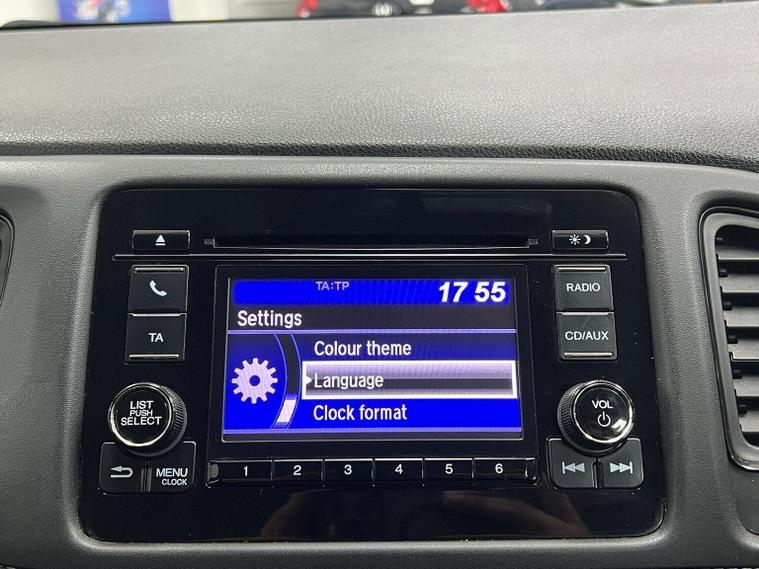 TA:TP
17 55
Settings
Colour theme
Language
Clock format
TA
RADIO
CD/AUX
LIST
PUSH
SELECT
VOL
MENU
CLOCK
1 2 3 4 5 6